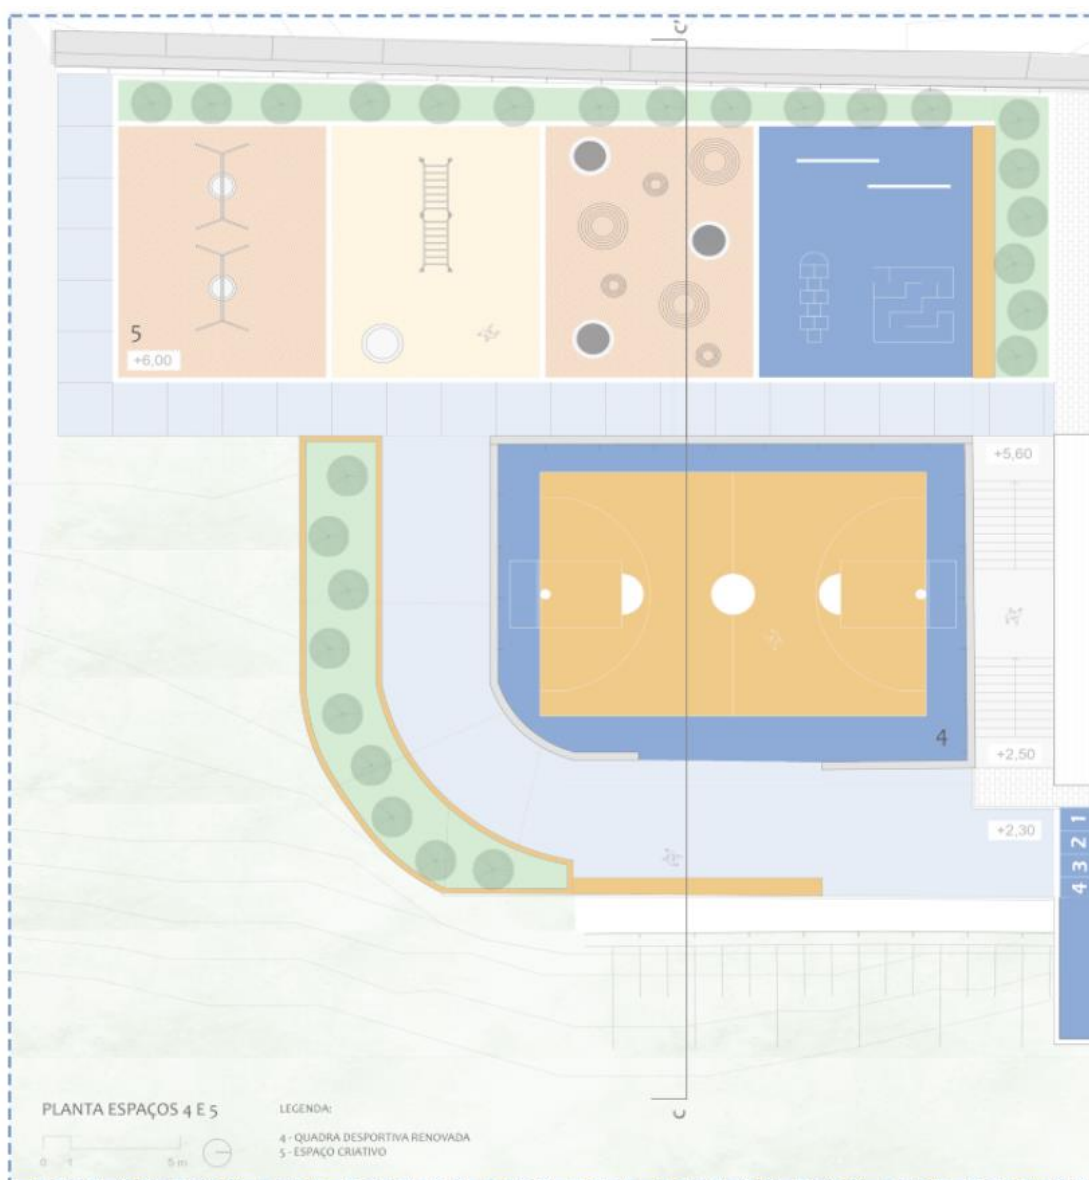 C'
5
+6,00
+5,60
4
+2,50
+2,30
1
2
3
4
C
PLANTA ESPAÇOS 4 E 5
LEGENDA:
4 - QUADRA DESPORTIVA RENOVADA
5 - ESPAÇO CRIATIVO
0 1 5 m